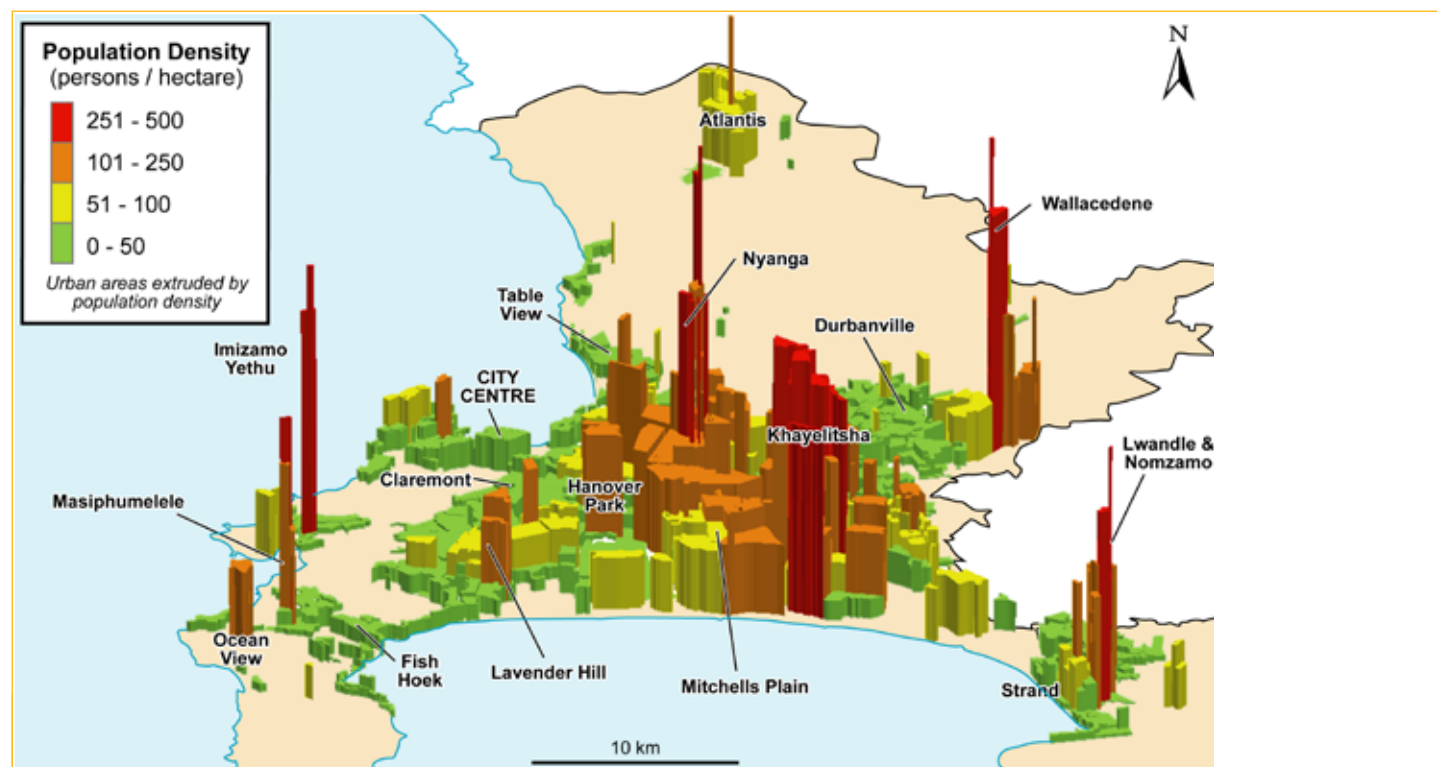 Population Density
(persons / hectare)
251 - 500
101 - 250
51 - 100
0 - 50
Urban areas extruded by
population density
N
Atlantis
Wallacedene
Nyanga
Table
View
Durbanville
Imizamo
Yethu
CITY
CENTRE
Khayelitsha
Lwandle &
Nomzamo
Claremont
Hanover
Park
Masiphumelele
Ocean
View
Fish
Hoek
Lavender Hill
Mitchells Plain
Strand
10 km